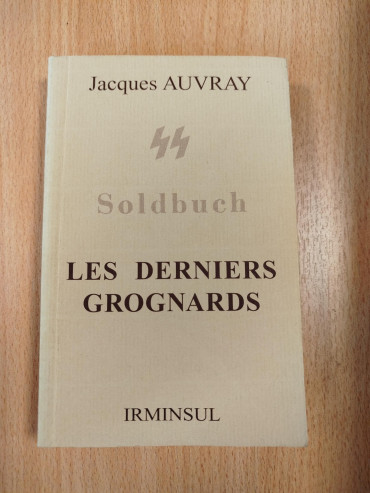 Jacques AUVRAY
Soldbuch
LES DERNIERS
GROGNARDS
IRMINSUL